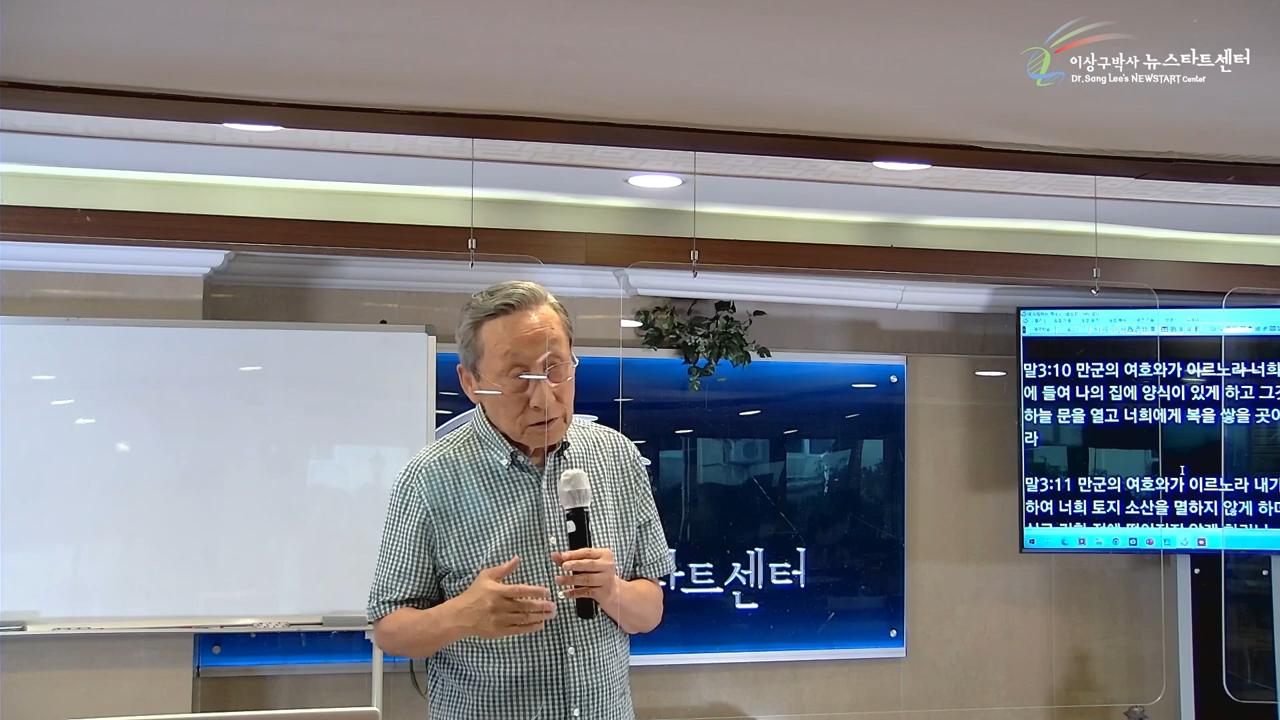 이상구박사 뉴스타트센터
Dr. Sang Lee's NEWSTART Center
말3:10 만군의 여호와가 이르노라 너희
에 들여 나의 집에 양식이 있게 하고 그것
하늘 문을 열고 너희에게 복을 쌓을 곳이
라
말3:11 만군의 여호와가 이르노라 내가
하여 너희 토지 소산을 멸하지 않게 하며
타트센터